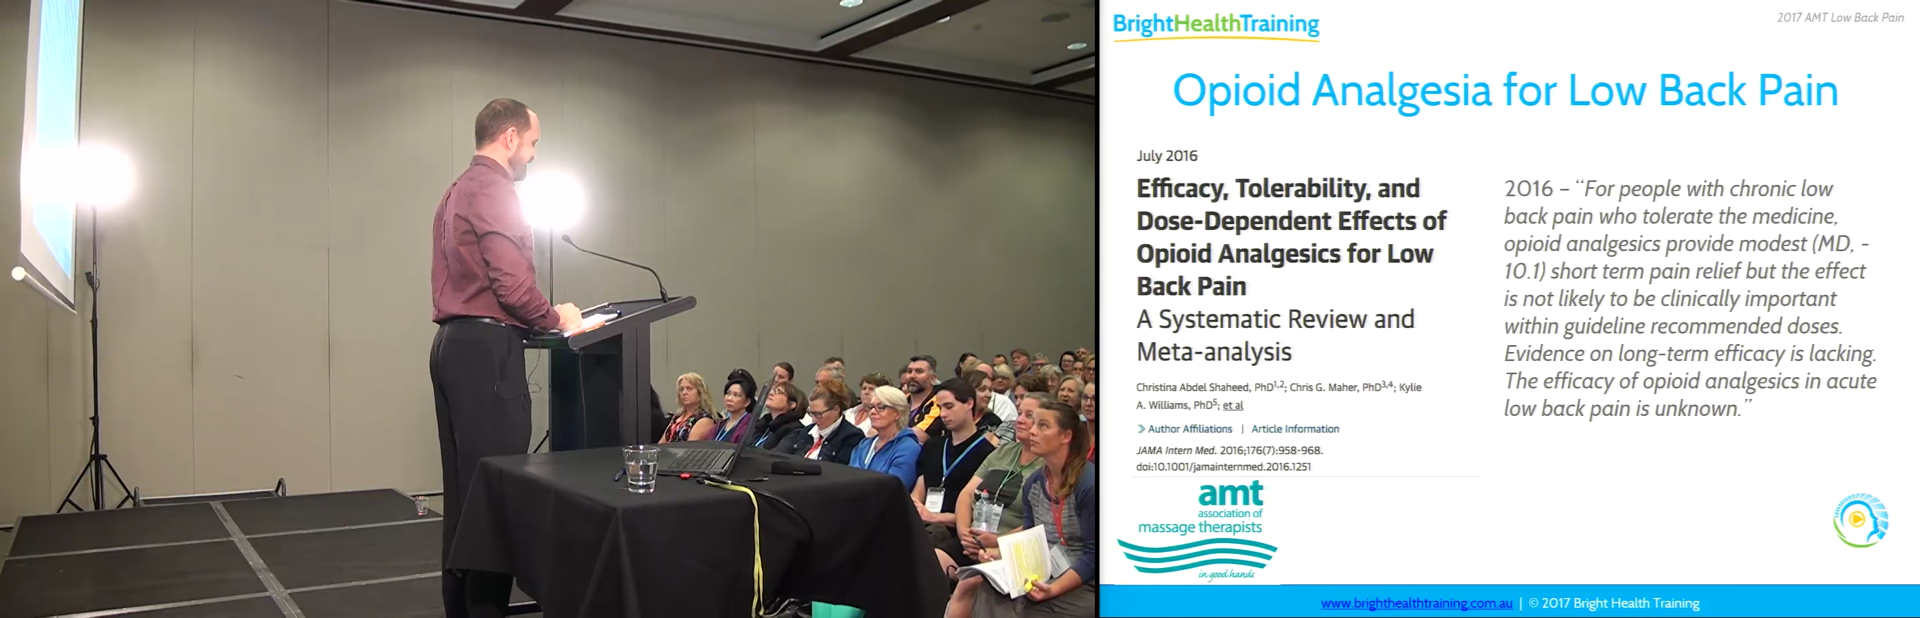 BrightHealthTraining
2017 AMT Low Back Pain
Opioid Analgesia for Low Back Pain
July 2016
Efficacy, Tolerability, and
Dose-Dependent Effects of
Opioid Analgesics for Low
Back Pain
A Systematic Review and
Meta-analysis
Christina Abdel Shaheed, PhD1,2; Chris G. Maher, PhD3,4; Kylie
A. Williams, PhD5; et al
» Author Affiliations | Article Information
JAMA Intern Med. 2016;176(7):958-968.
doi:10.1001/jamainternmed.2016.1251
2016 – “For people with chronic low
back pain who tolerate the medicine,
opioid analgesics provide modest (MD, -
10.1) short term pain relief but the effect
is not likely to be clinically important
within guideline recommended doses.
Evidence on long-term efficacy is lacking.
The efficacy of opioid analgesics in acute
low back pain is unknown.”
amt
association of
massage therapists
in good hands
www.brighthealthtraining.com.au | © 2017 Bright Health Training